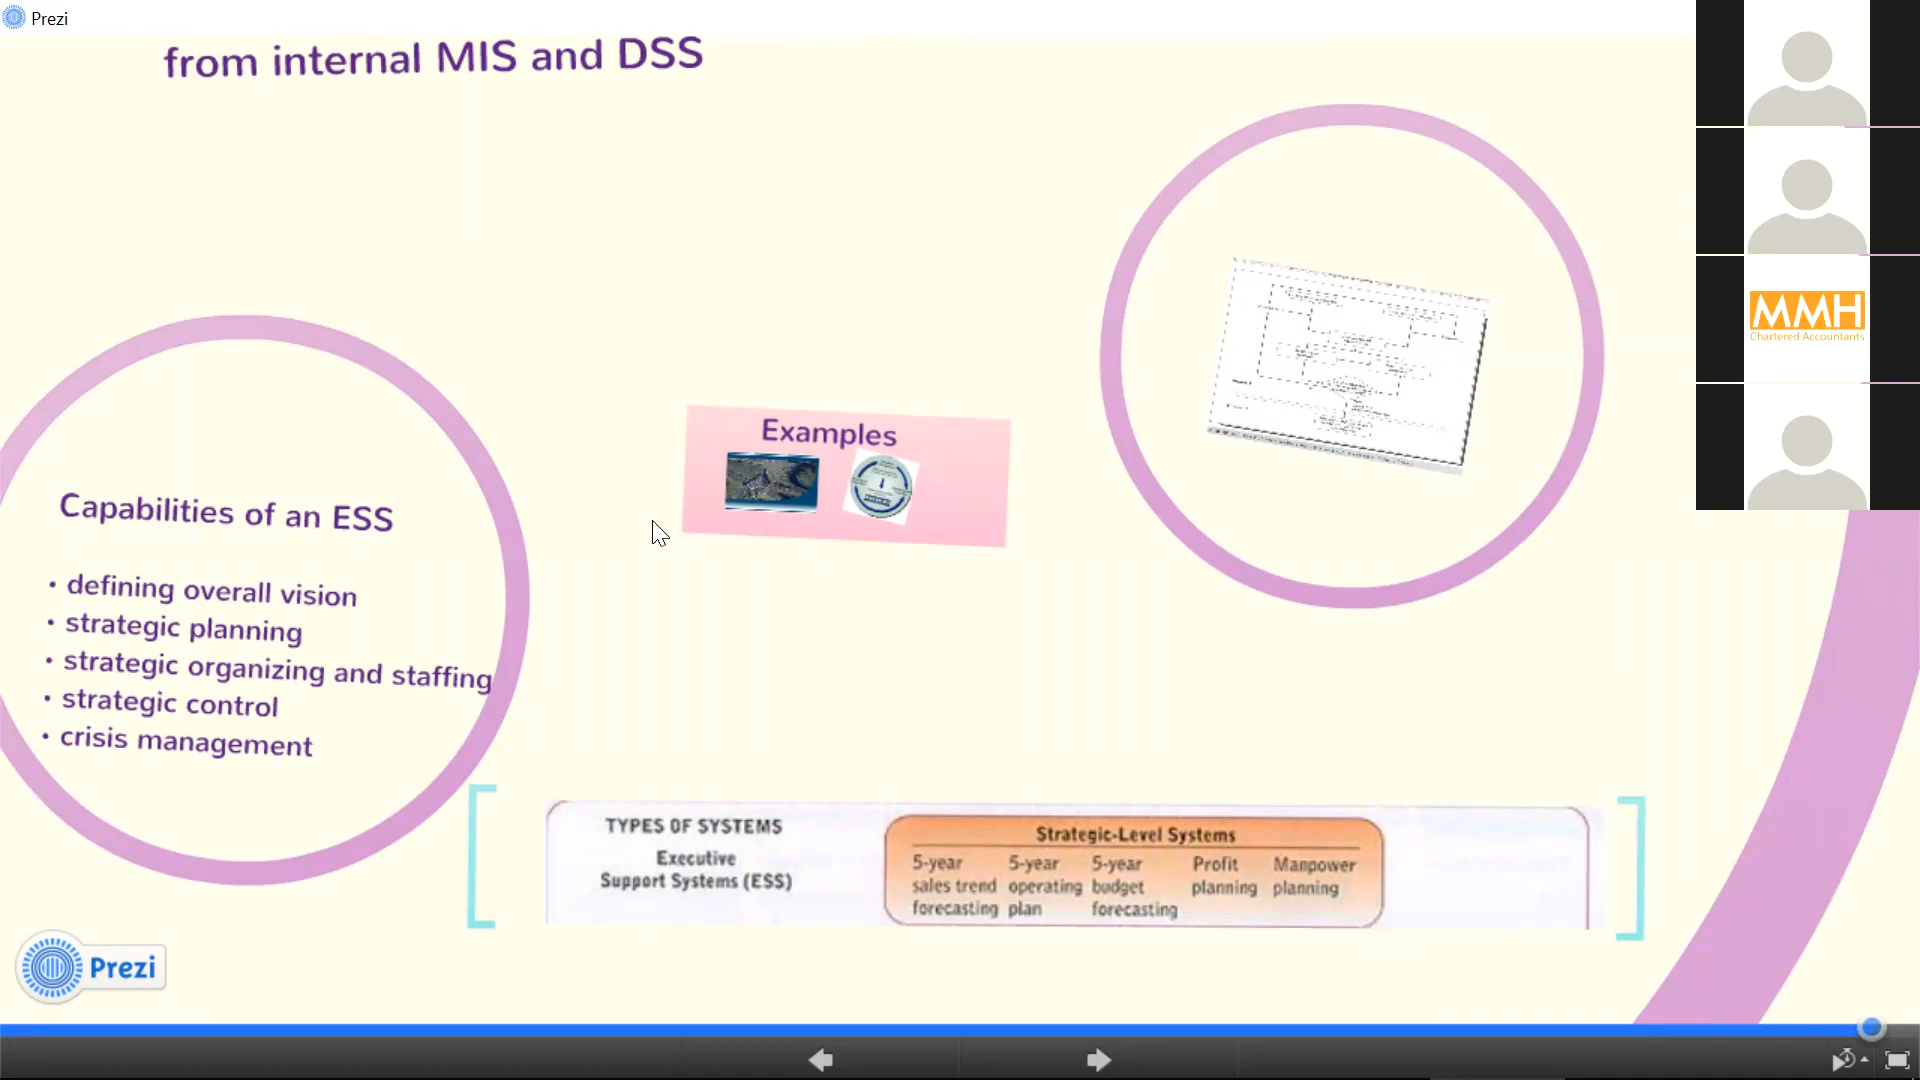 Prezi
from internal MIS and DSS
MMH
Chartered Accountants
Examples
Capabilities of an ESS
• defining overall vision
• strategic planning
• strategic organizing and staffing
• strategic control
• crisis management
TYPES OF SYSTEMS
Executive
Support Systems (ESS)
Strategic-Level Systems
5-year 5-year 5-year Profit Manpower
sales trend operating budget planning planning
forecasting plan forecasting
Prezi